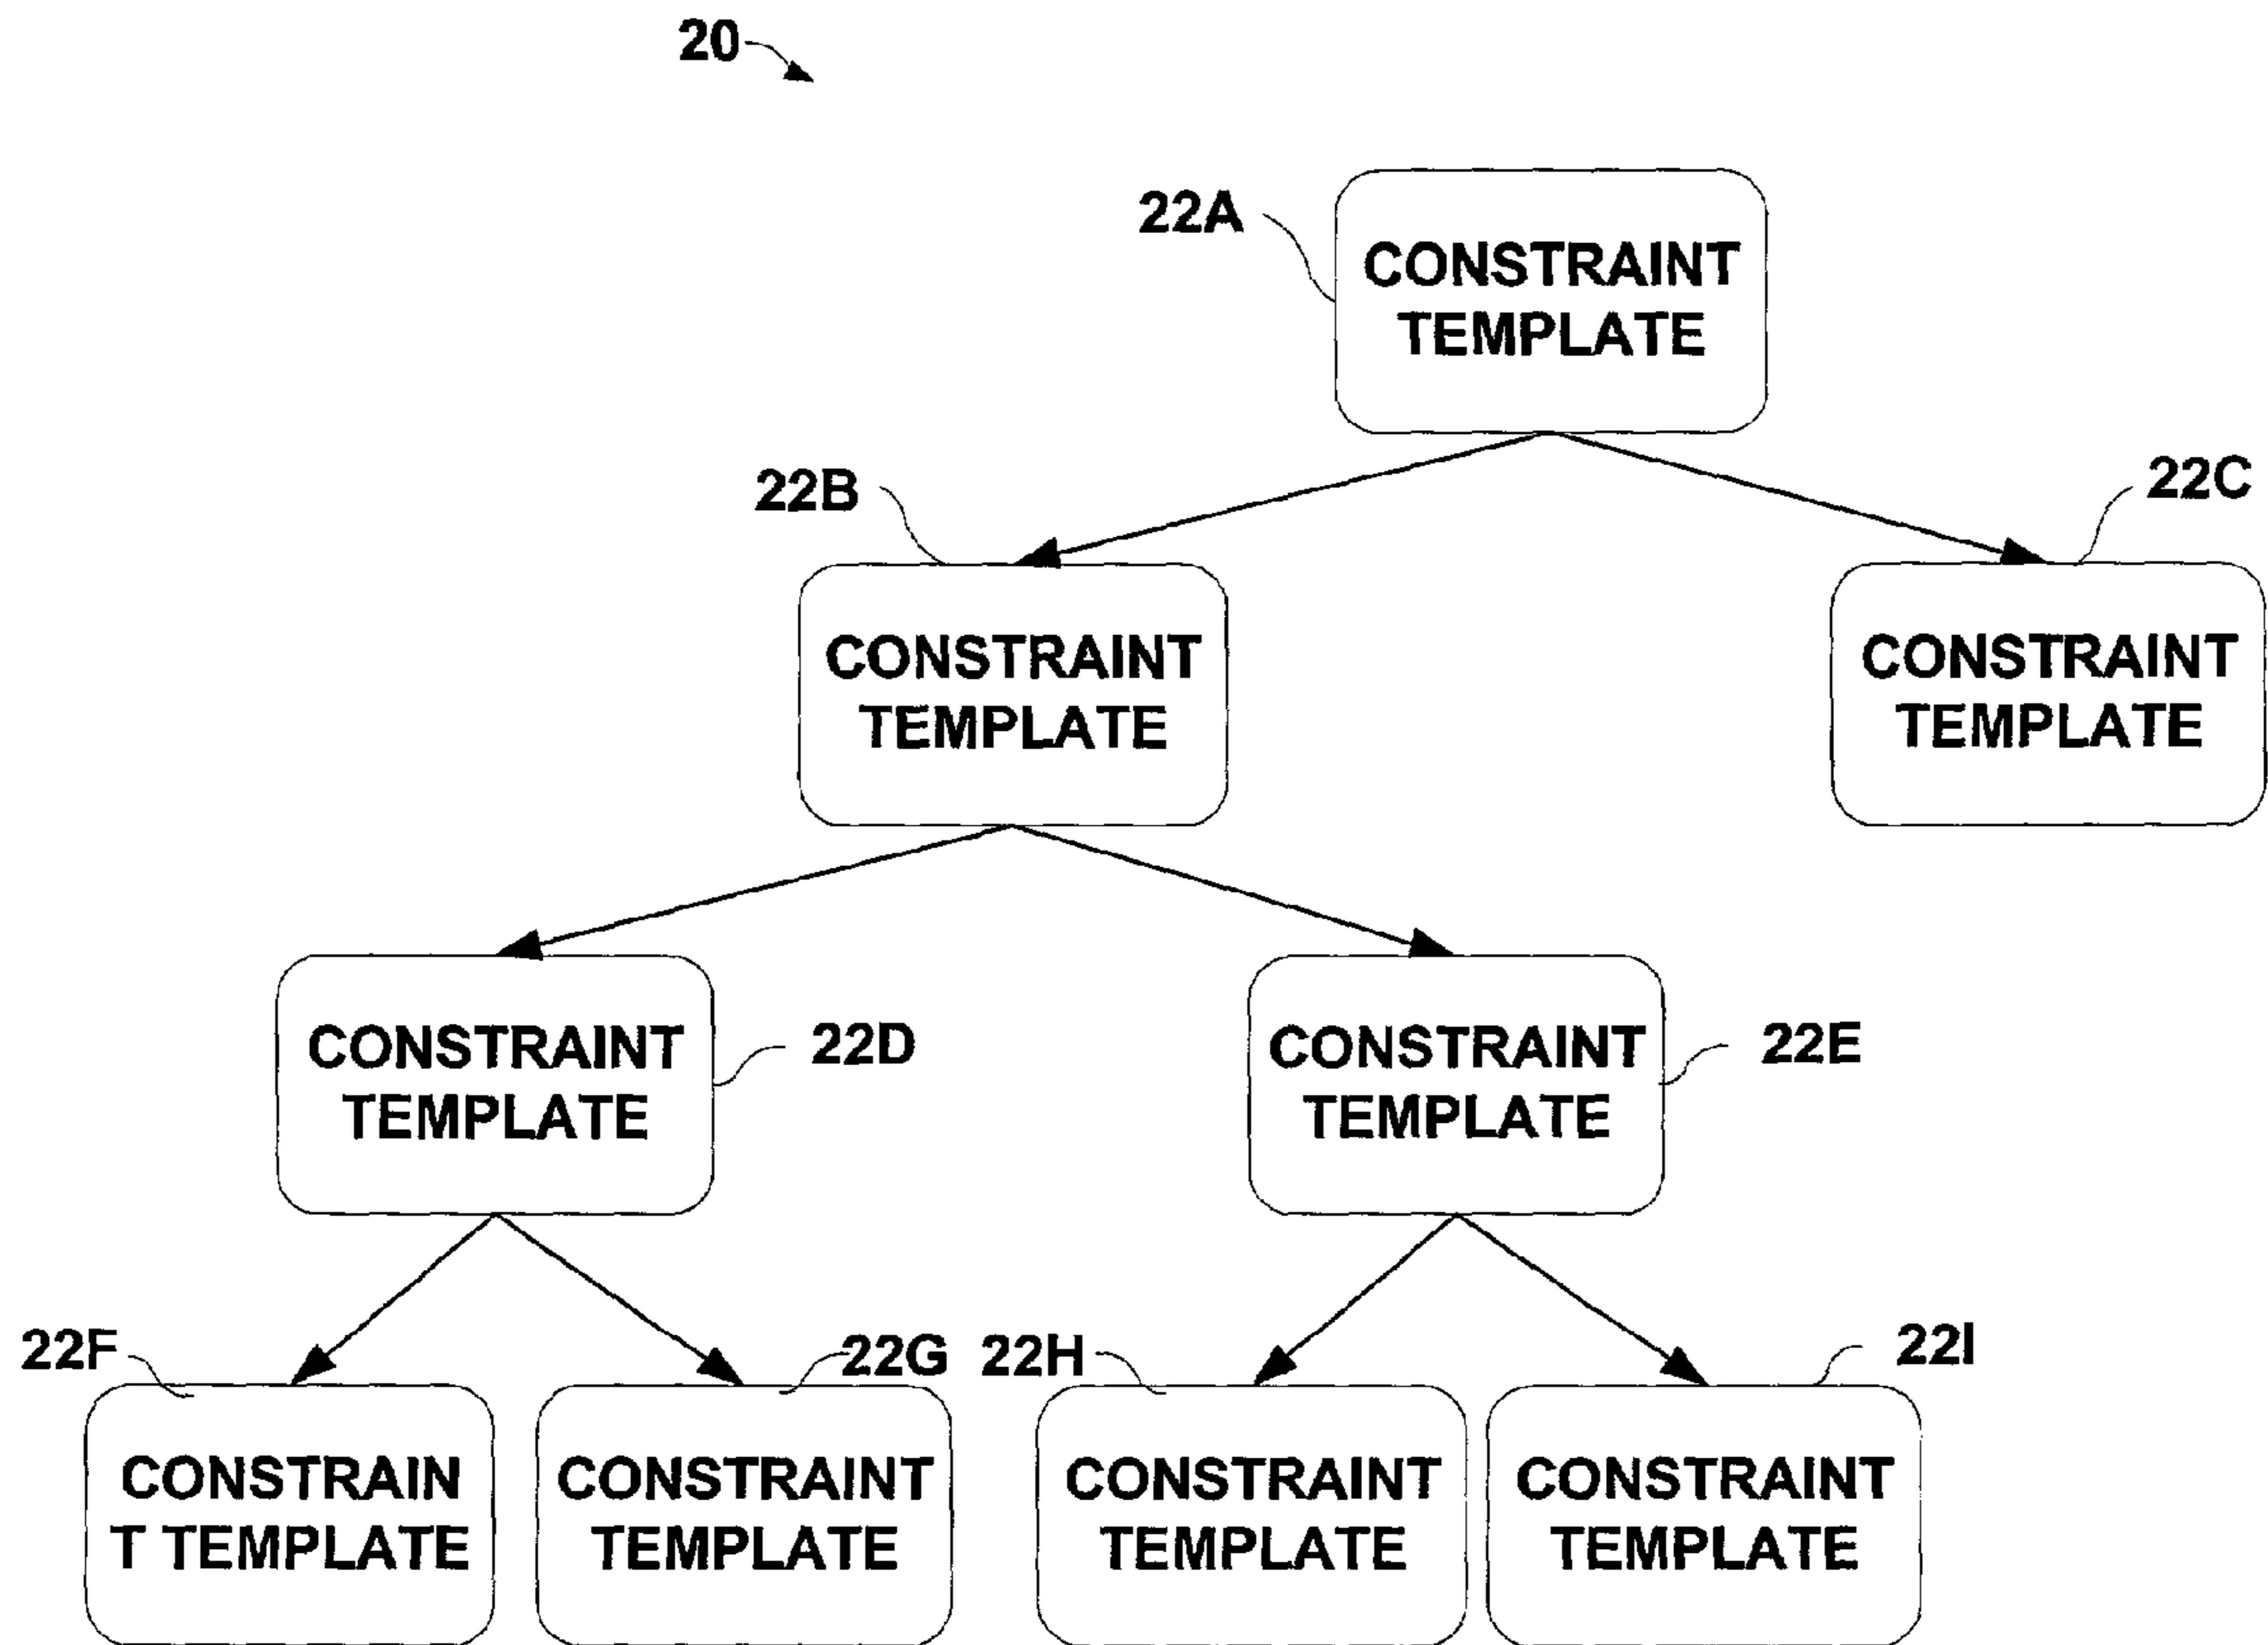 20
22A
CONSTRAINT
TEMPLATE
22B
22C
CONSTRAINT
TEMPLATE
CONSTRAINT
TEMPLATE
CONSTRAINT
TEMPLATE
22D
CONSTRAINT
TEMPLATE
22E
22F
22G
22H
22I
CONSTRAIN
T TEMPLATE
CONSTRAINT
TEMPLATE
CONSTRAINT
TEMPLATE
CONSTRAINT
TEMPLATE